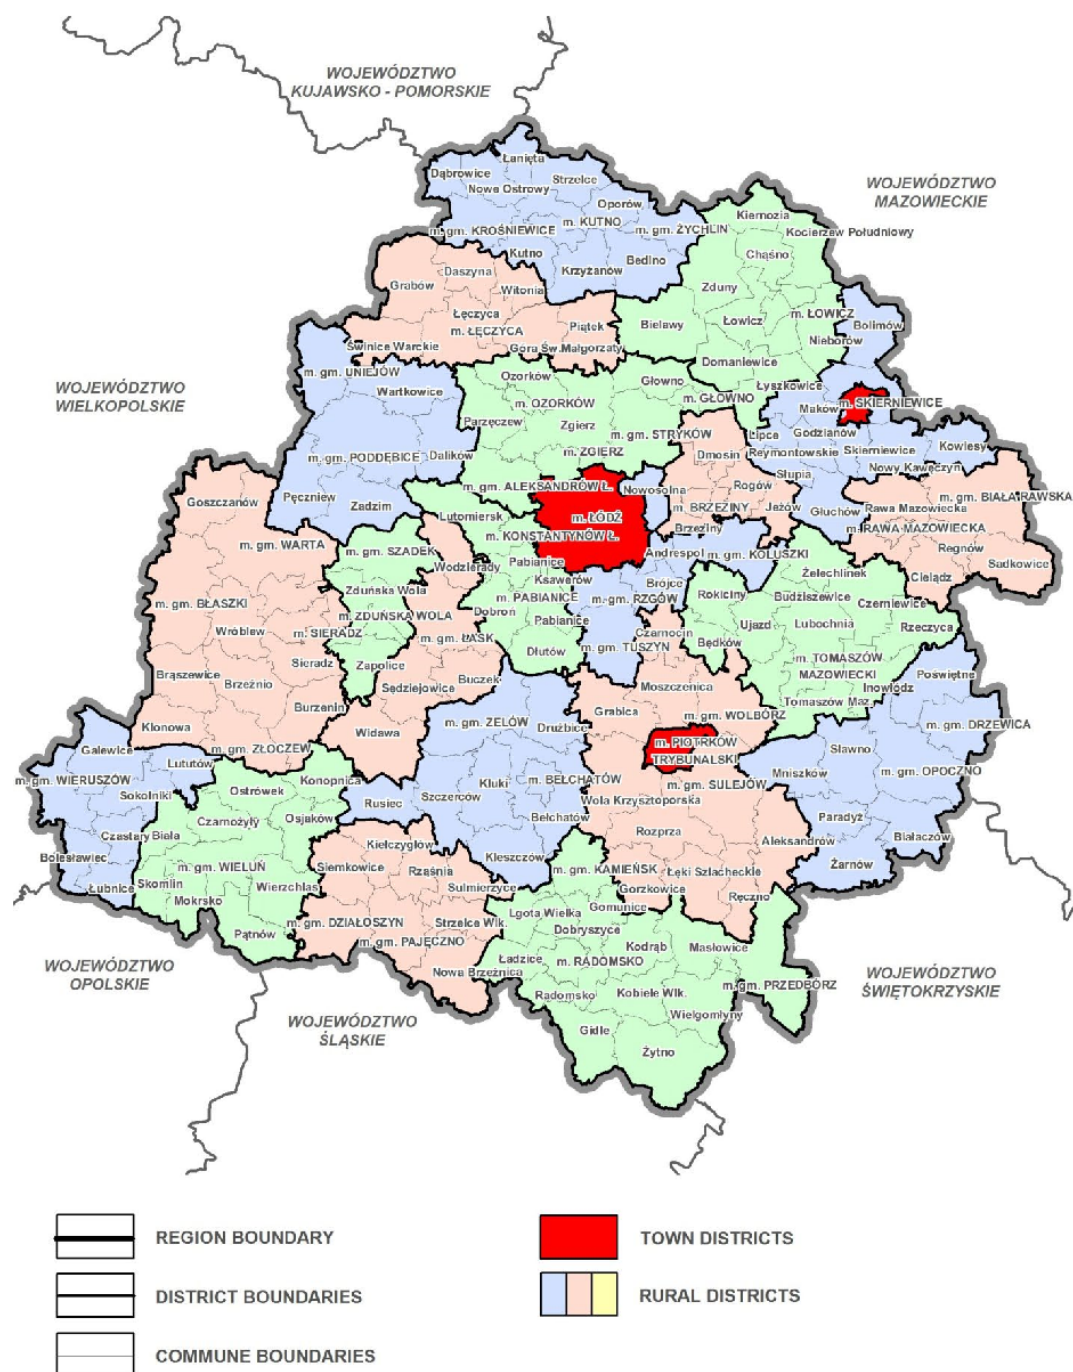 WOJEWÓDZTWO
KUJAWSKO - POMORSKIE
WOJEWÓDZTWO
MAZOWIECKIE
Łanięta
Dąbrowice
Strzelce
Nowe Ostrowy
Oporów
m. KUTNO
m. gm. KROŚNIEWICE
m. gm. ŻYCHLIN
Kutno
Bedlno
Krzyżanów
Kiernozia
Kocierzew Południowy
Chąśno
Zduny
m. ŁOWICZ
Bielawy
Łowicz
Nieborów
Bolimów
Domaniewice
Łyszkowice
Daszyna
Grabów
Witonia
Łęczyca
m. ŁĘCZYCA
Piątek
Świnice Warckie
Góra Św.Małgorzaty
WOJEWÓDZTWO
WIELKOPOLSKIE
m. gm. UNIEJÓW
Wartkowice
m. gm. PODDĘBICE
Dalików
Pęczniew
Zadzim
Ozorków
Głowno
m. OZORKÓW
m. GŁOWNO
Parzęczew
Zgierz
m. gm. STRYKÓW
m. ZGIERZ
m. gm. ALEKSANDRÓW Ł.
m. SKIERNIEWICE
Maków
Godzianów
Lipce
Reymontowskie
Skierniewice
Kowiesy
Nowy Kawęczyn
Słupia
Głuchów
Dmosin
Rogów
m. BRZEZINY
Jeżów
Brzeziny
m. gm. BIAŁA RAWSKA
Rawa Mazowiecka
m. RAWA MAZOWIECKA
Regnów
Sadkowice
Cielądz
Goszczanów
m. gm. WARTA
m. gm. BŁASZKI
Wróblew
m. SIERADZ
Sieradz
Brąszewice
Brzeźnio
Burzenin
Klonowa
m. gm. ZŁOCZEW
m. gm. SZADEK
Zduńska Wola
m. ZDUŃSKA WOLA
Zapolice
Lutomiersk
m. KONSTANTYNÓW Ł.
Pabianice
Ksawerów
m. PABIANICE
Dobroń
Pabianice
Dłutów
m. ŁÓDŹ
Nowosolna
Andrespol
m. gm. KOLUSZKI
Brójce
m. gm. RZGÓW
m. gm. TUSZYN
Wodzierady
m. gm. ŁASK
Buczek
Sędziejowice
Widawa
Żelechlinek
Rokiciny
Budziszewice
Czerniewice
Ujazd
Lubochnia
Rzeczyca
Będków
m. TOMASZÓW
MAZOWIECKI
Inowłódz
Tomaszów Maz.
Czarnocin
Moszczenica
Grabica
m. gm. WOLBÓRZ
m. PIOTRKÓW
TRYBUNALSKI
m. gm. SULEJÓW
Wola Krzysztoporska
Rozprza
Aleksandrów
Łęki Szlacheckie
Gorzkowice
Ręczno
Poświętne
m. gm. DRZEWICA
Sławno
Mniszków
m. gm. OPOCZNO
Paradyż
Białaczów
Żarnów
m. gm. ZELÓW
Drużbice
Kluki
m. BEŁCHATÓW
Rusiec
Szczerców
Bełchatów
Kleszczów
Galewice
Lututów
m. gm. WIERUSZÓW
Sokolniki
Czastary
Bolesławiec
Łubnice
Konopnica
Ostrówek
Osjaków
Czarnożyły
Biała
m. gm. WIELUŃ
Skomlin
Wierzchlas
Mokrsko
Pątnów
Kiełczygłów
Siemkowice
Rząśnia
Sulmierzyce
m. gm. DZIAŁOSZYN
Strzelce Wlk.
m. gm. PAJĘCZNO
Nowa Brzeźnica
m. gm. KAMIEŃSK
Gomunice
Lgota Wielka
Dobryszyce
Kodrąb
Masłowice
Ładzice
m. RADOMSKO
m. gm. PRZEDBÓRZ
Radomsko
Kobiele Wlk.
Wielgomłyny
Gidle
Żytno
WOJEWÓDZTWO
OPOLSKIE
WOJEWÓDZTWO
ŚLĄSKIE
WOJEWÓDZTWO
ŚWIĘTOKRZYSKIE
REGION BOUNDARY
TOWN DISTRICTS
DISTRICT BOUNDARIES
RURAL DISTRICTS
COMMUNE BOUNDARIES